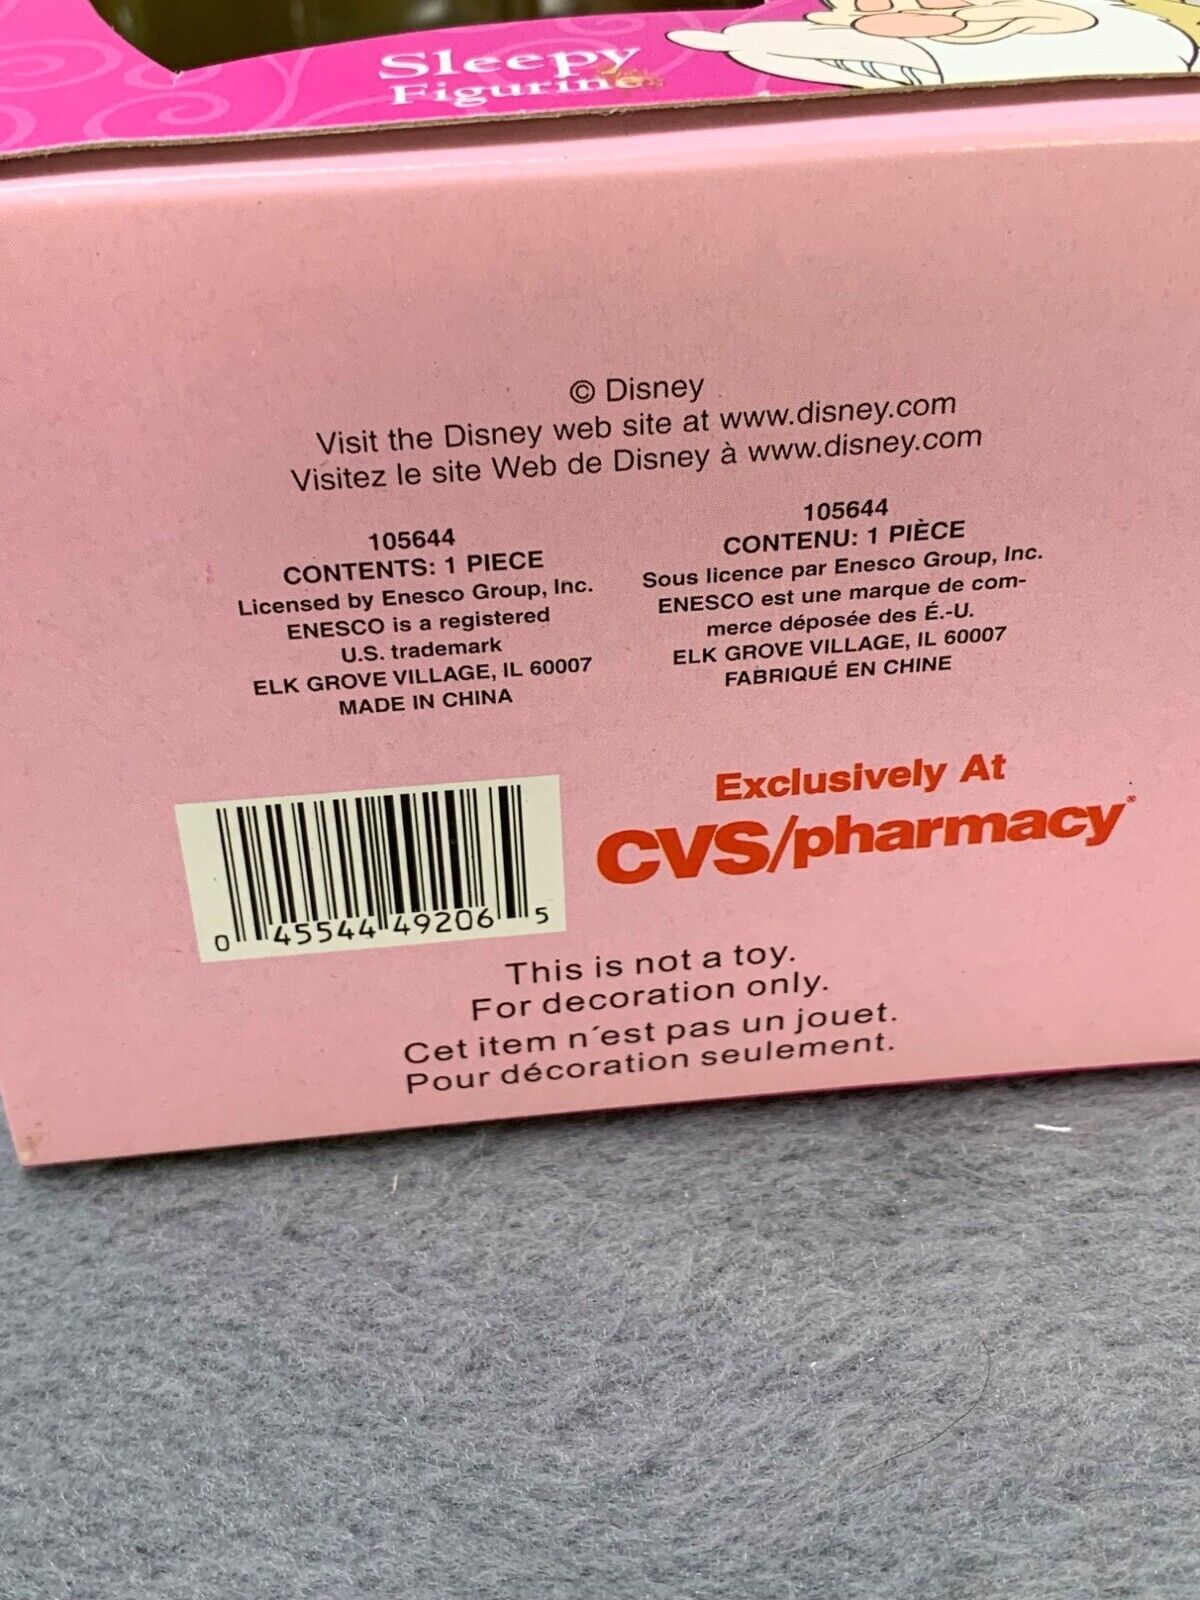 Sleepy
Figurine
© Disney
Visit the Disney web site at www.disney.com
Visitez le site Web de Disney à www.disney.com
105644
CONTENTS: 1 PIECE
Licensed by Enesco Group, Inc.
ENESCO is a registered
U.S. trademark
ELK GROVE VILLAGE, IL 60007
MADE IN CHINA
105644
CONTENU: 1 PIÈCE
Sous licence par Enesco Group, Inc.
ENESCO est une marque de com-
merce déposée des É.-U.
ELK GROVE VILLAGE, IL 60007
FABRIQUÉ EN CHINE
Exclusively At
CVS/pharmacy®
0 45544 49206 5
This is not a toy.
For decoration only.
Cet item n´est pas un jouet.
Pour décoration seulement.